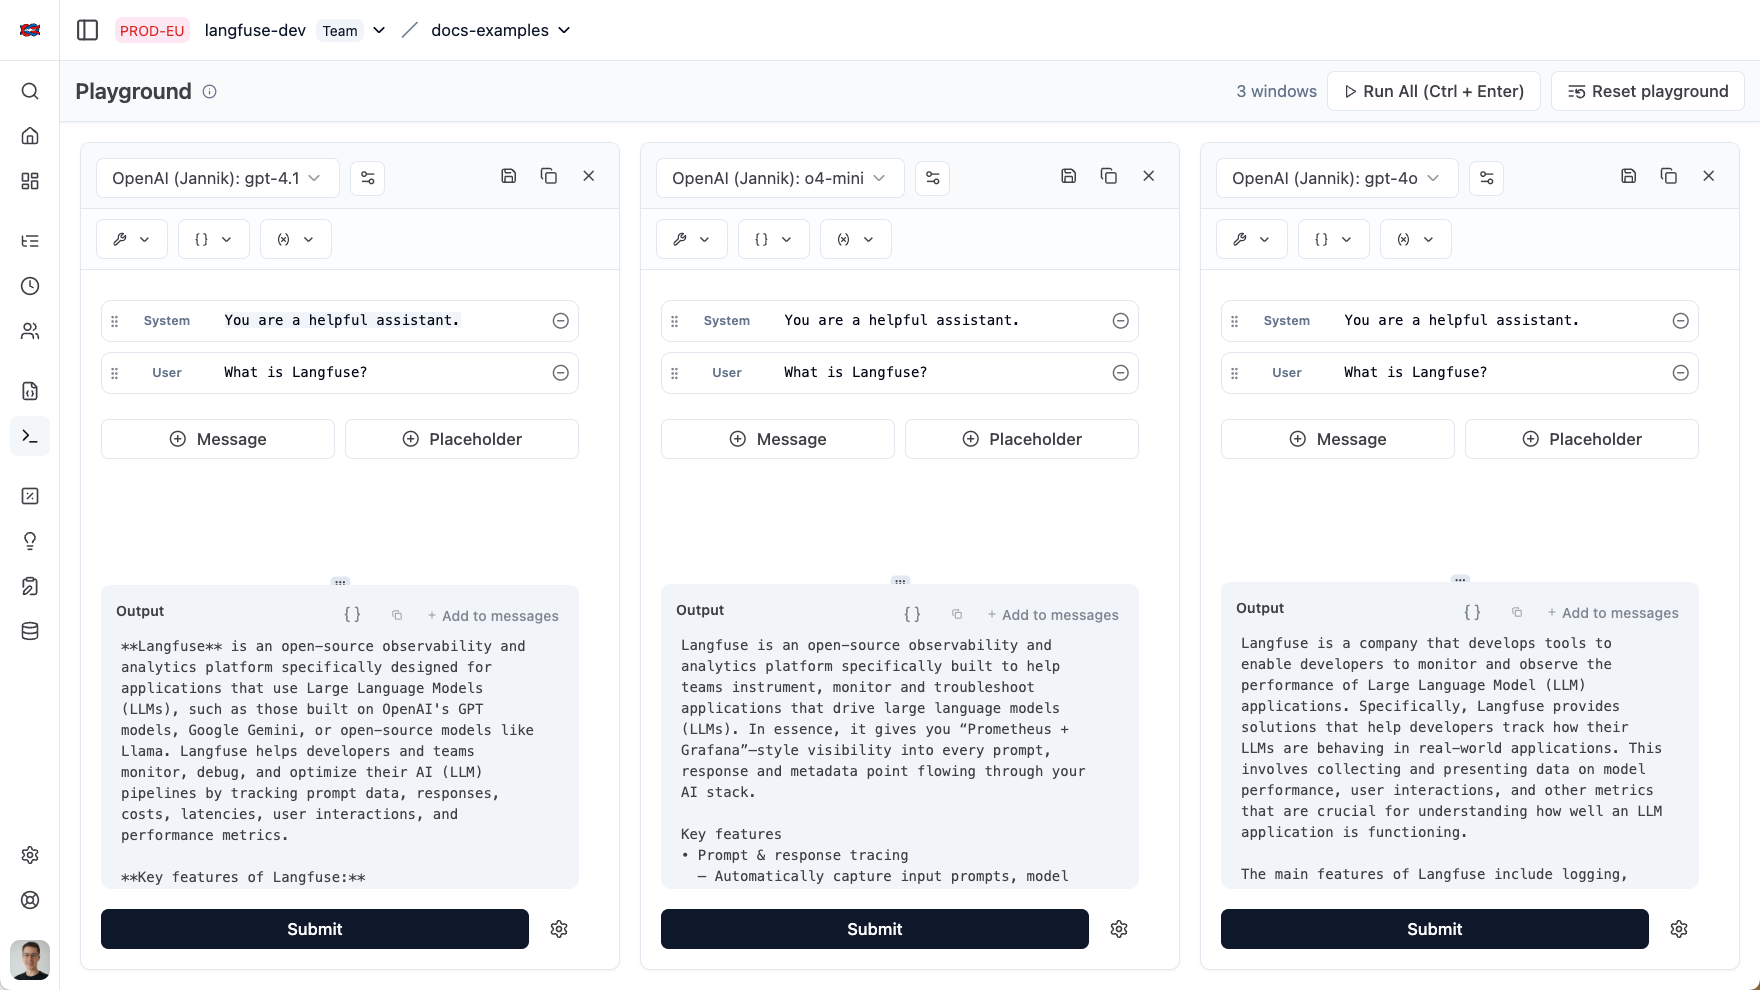 PROD-EU langfuse-dev Team docs-examples
Playground
3 windows
Run All (Ctrl + Enter)
Reset playground
OpenAI (Jannik): gpt-4.1
{ }
(x)
System You are a helpful assistant.
User What is Langfuse?
Message
Placeholder
Output
{ }
+ Add to messages
**Langfuse** is an open-source observability and
analytics platform specifically designed for
applications that use Large Language Models
(LLMs), such as those built on OpenAI's GPT
models, Google Gemini, or open-source models like
Llama. Langfuse helps developers and teams
monitor, debug, and optimize their AI (LLM)
pipelines by tracking prompt data, responses,
costs, latencies, user interactions, and
performance metrics.
**Key features of Langfuse:**
Submit
OpenAI (Jannik): o4-mini
{ }
(x)
System You are a helpful assistant.
User What is Langfuse?
Message
Placeholder
Output
{ }
+ Add to messages
Langfuse is an open-source observability and
analytics platform specifically built to help
teams instrument, monitor and troubleshoot
applications that drive large language models
(LLMs). In essence, it gives you “Prometheus +
Grafana”–style visibility into every prompt,
response and metadata point flowing through your
AI stack.
Key features
• Prompt & response tracing
– Automatically capture input prompts, model
Submit
OpenAI (Jannik): gpt-4o
{ }
(x)
System You are a helpful assistant.
User What is Langfuse?
Message
Placeholder
Output
{ }
+ Add to messages
Langfuse is a company that develops tools to
enable developers to monitor and observe the
performance of Large Language Model (LLM)
applications. Specifically, Langfuse provides
solutions that help developers track how their
LLMs are behaving in real-world applications. This
involves collecting and presenting data on model
performance, user interactions, and other metrics
that are crucial for understanding how well an LLM
application is functioning.
The main features of Langfuse include logging,
Submit